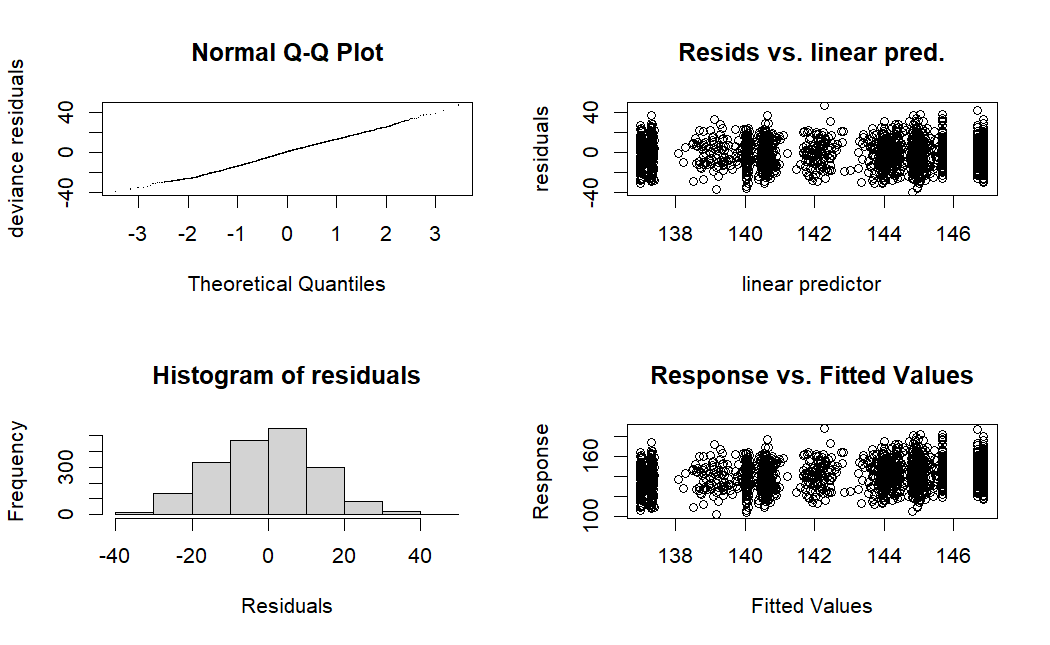 Normal Q-Q Plot
deviance residuals
40
0
-40
-3 -2 -1 0 1 2 3
Theoretical Quantiles
Resids vs. linear pred.
residuals
40
0
-40
138 140 142 144 146
linear predictor
Histogram of residuals
Frequency
300
0
-40 -20 0 20 40
Residuals
Response vs. Fitted Values
Response
160
100
138 140 142 144 146
Fitted Values